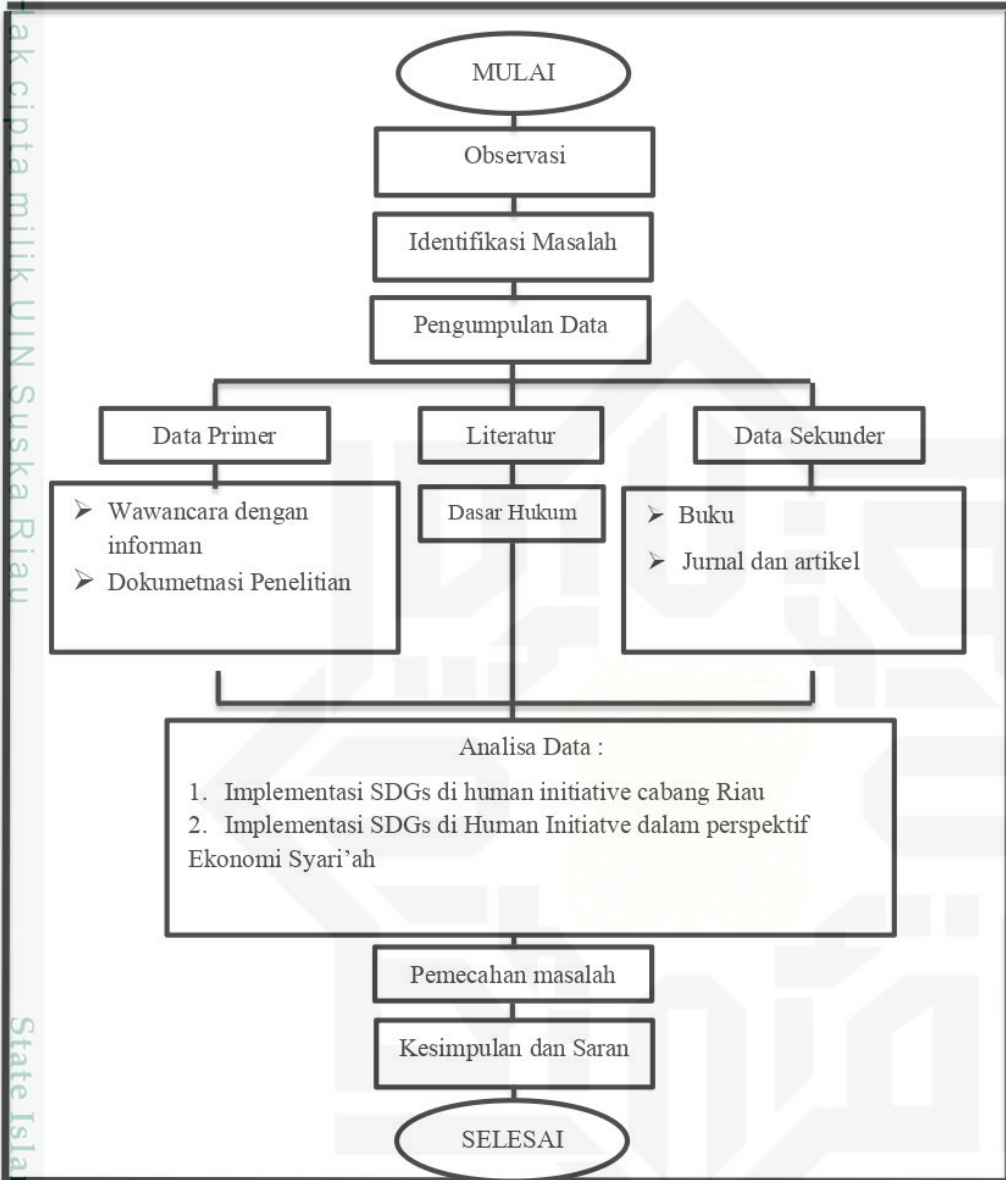 Hak cipta milik UIN Suska Riau
State Isla
MULAI
Observasi
Identifikasi Masalah
Pengumpulan Data
Data Primer
Literatur
Data Sekunder
➢ Wawancara dengan
informan
➢ Dokumetnasi Penelitian
Dasar Hukum
➢ Buku
➢ Jurnal dan artikel
Analisa Data :
1. Implementasi SDGs di human initiative cabang Riau
2. Implementasi SDGs di Human Initiatve dalam perspektif
Ekonomi Syari’ah
Pemecahan masalah
Kesimpulan dan Saran
SELESAI